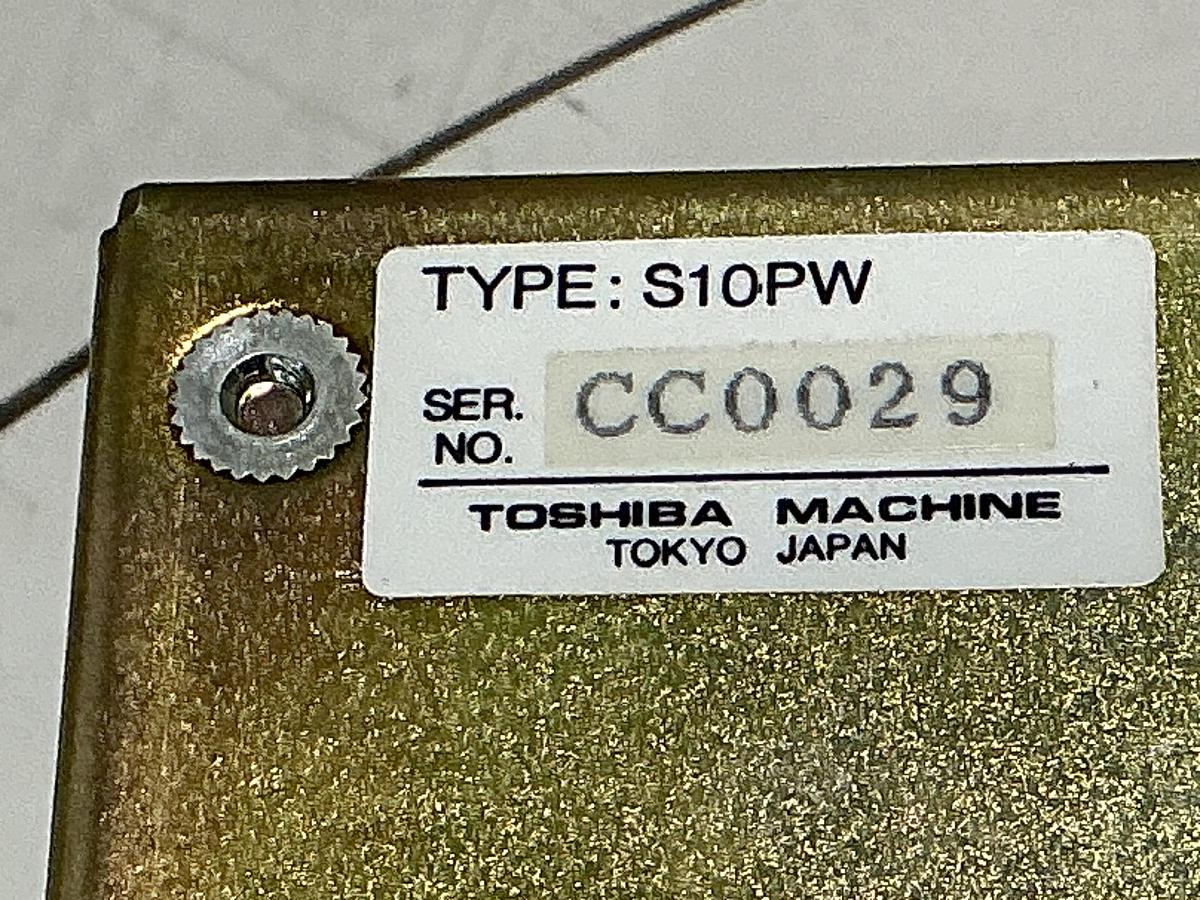 TYPE: S10PW
SER. NO. CC0029
TOSHIBA MACHINE
TOKYO JAPAN